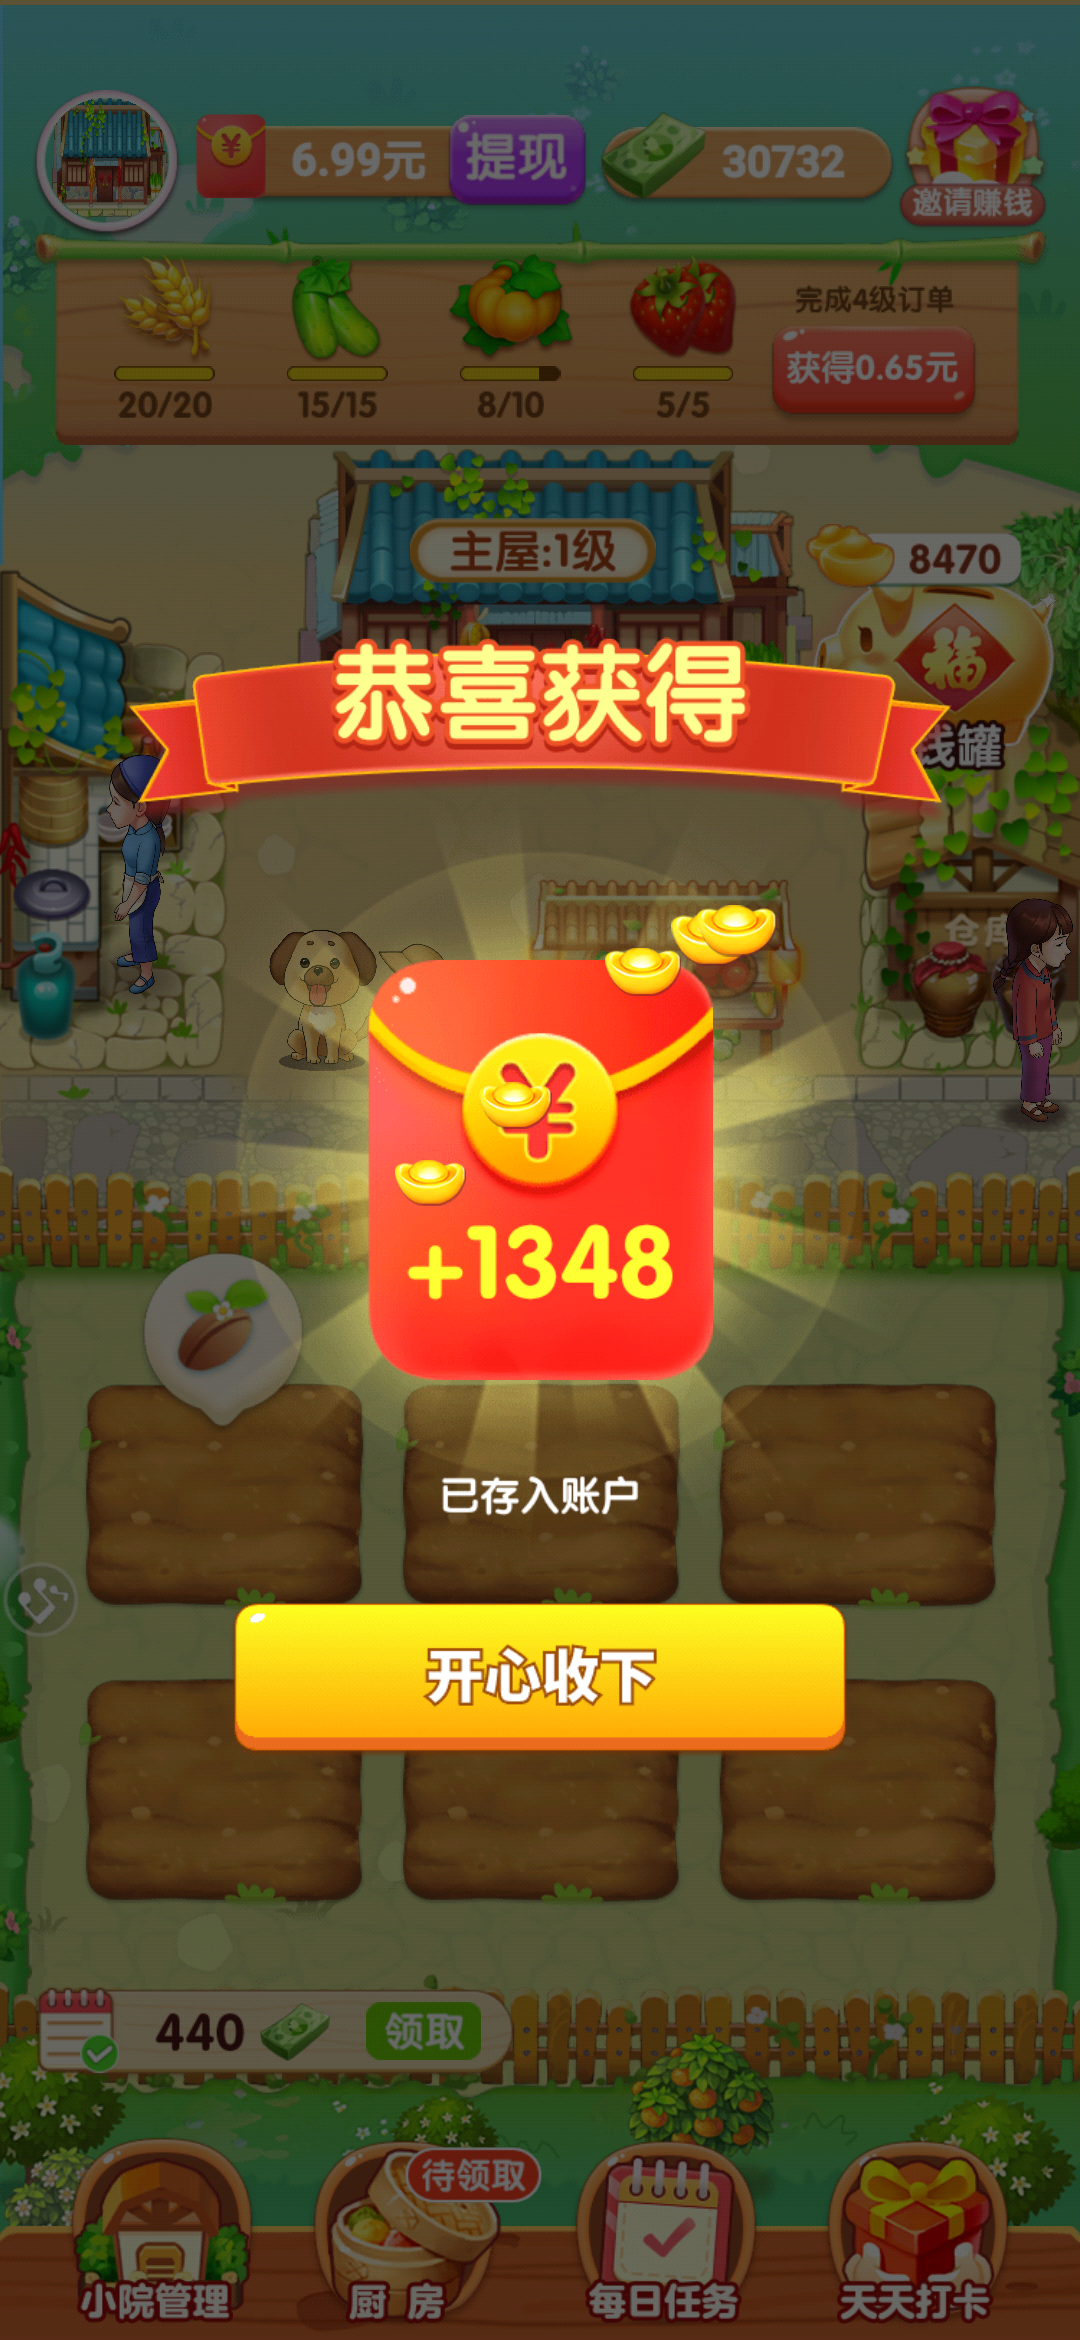 6.99元
提现
30732
邀请赚钱
完成4级订单
获得0.65元
20/20
15/15
8/10
5/5
主屋:1级
8470
福
恭喜获得
钱罐
仓库
¥
+1348
已存入账户
开心收下
440
领取
待领取
小院管理
厨房
每日任务
天天打卡